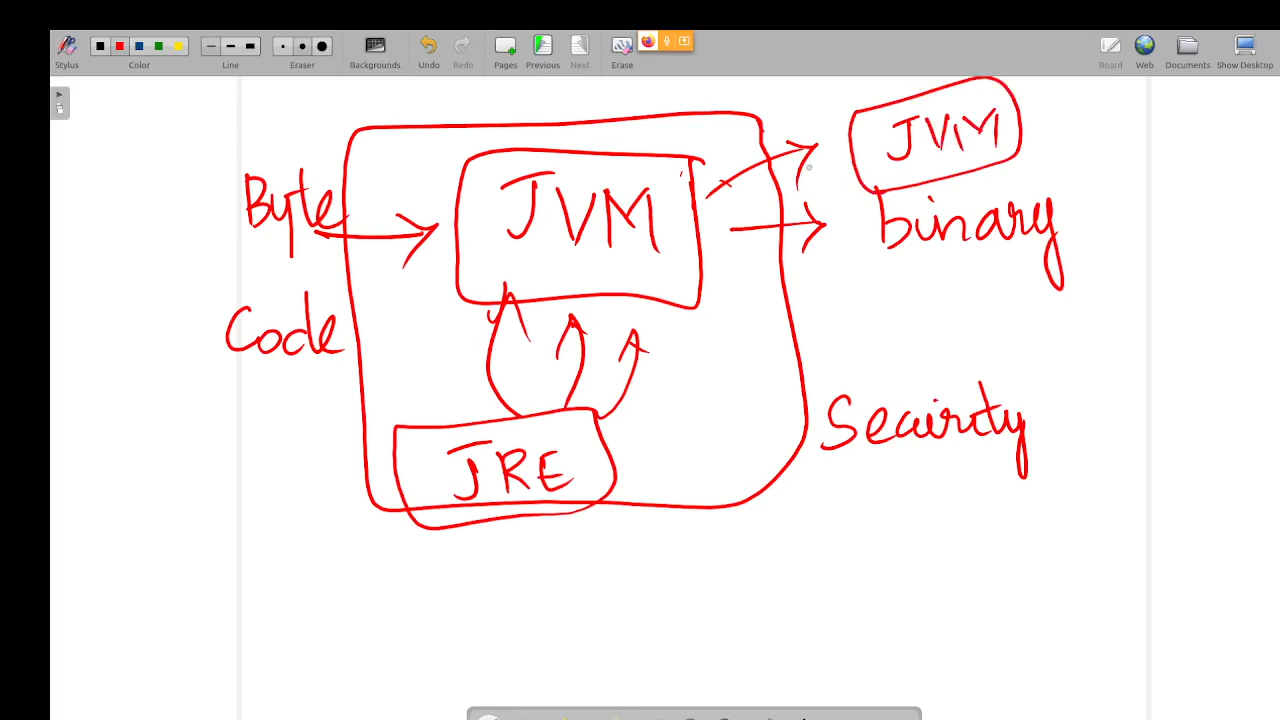 Stylus
Color
Line
Eraser
Backgrounds
Undo
Redo
Pages
Previous
Next
Erase
Board
Web
Documents
Show Desktop
JVM
JVM
Byte
binary
Code
Secirity
JRE